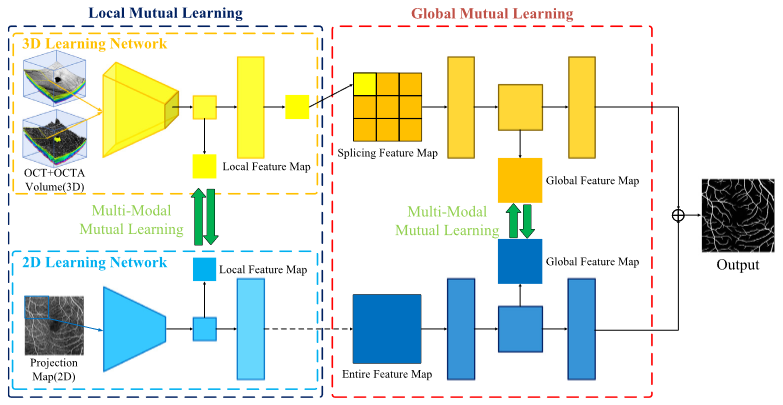 Local Mutual Learning
Global Mutual Learning
3D Learning Network
OCT+OCTA
Volume(3D)
Local Feature Map
Splicing Feature Map
Global Feature Map
Multi-Modal
Mutual Learning
Multi-Modal
Mutual Learning
2D Learning Network
Local Feature Map
Global Feature Map
Projection
Map(2D)
Entire Feature Map
Output